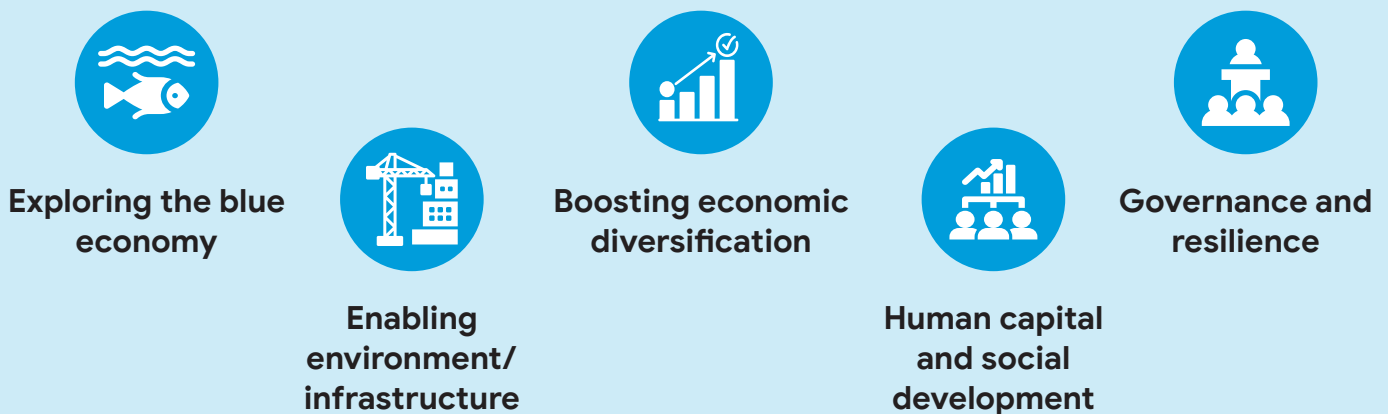 Exploring the blue
economy
Enabling
environment/
infrastructure
Boosting economic
diversification
Human capital
and social
development
Governance and
resilience